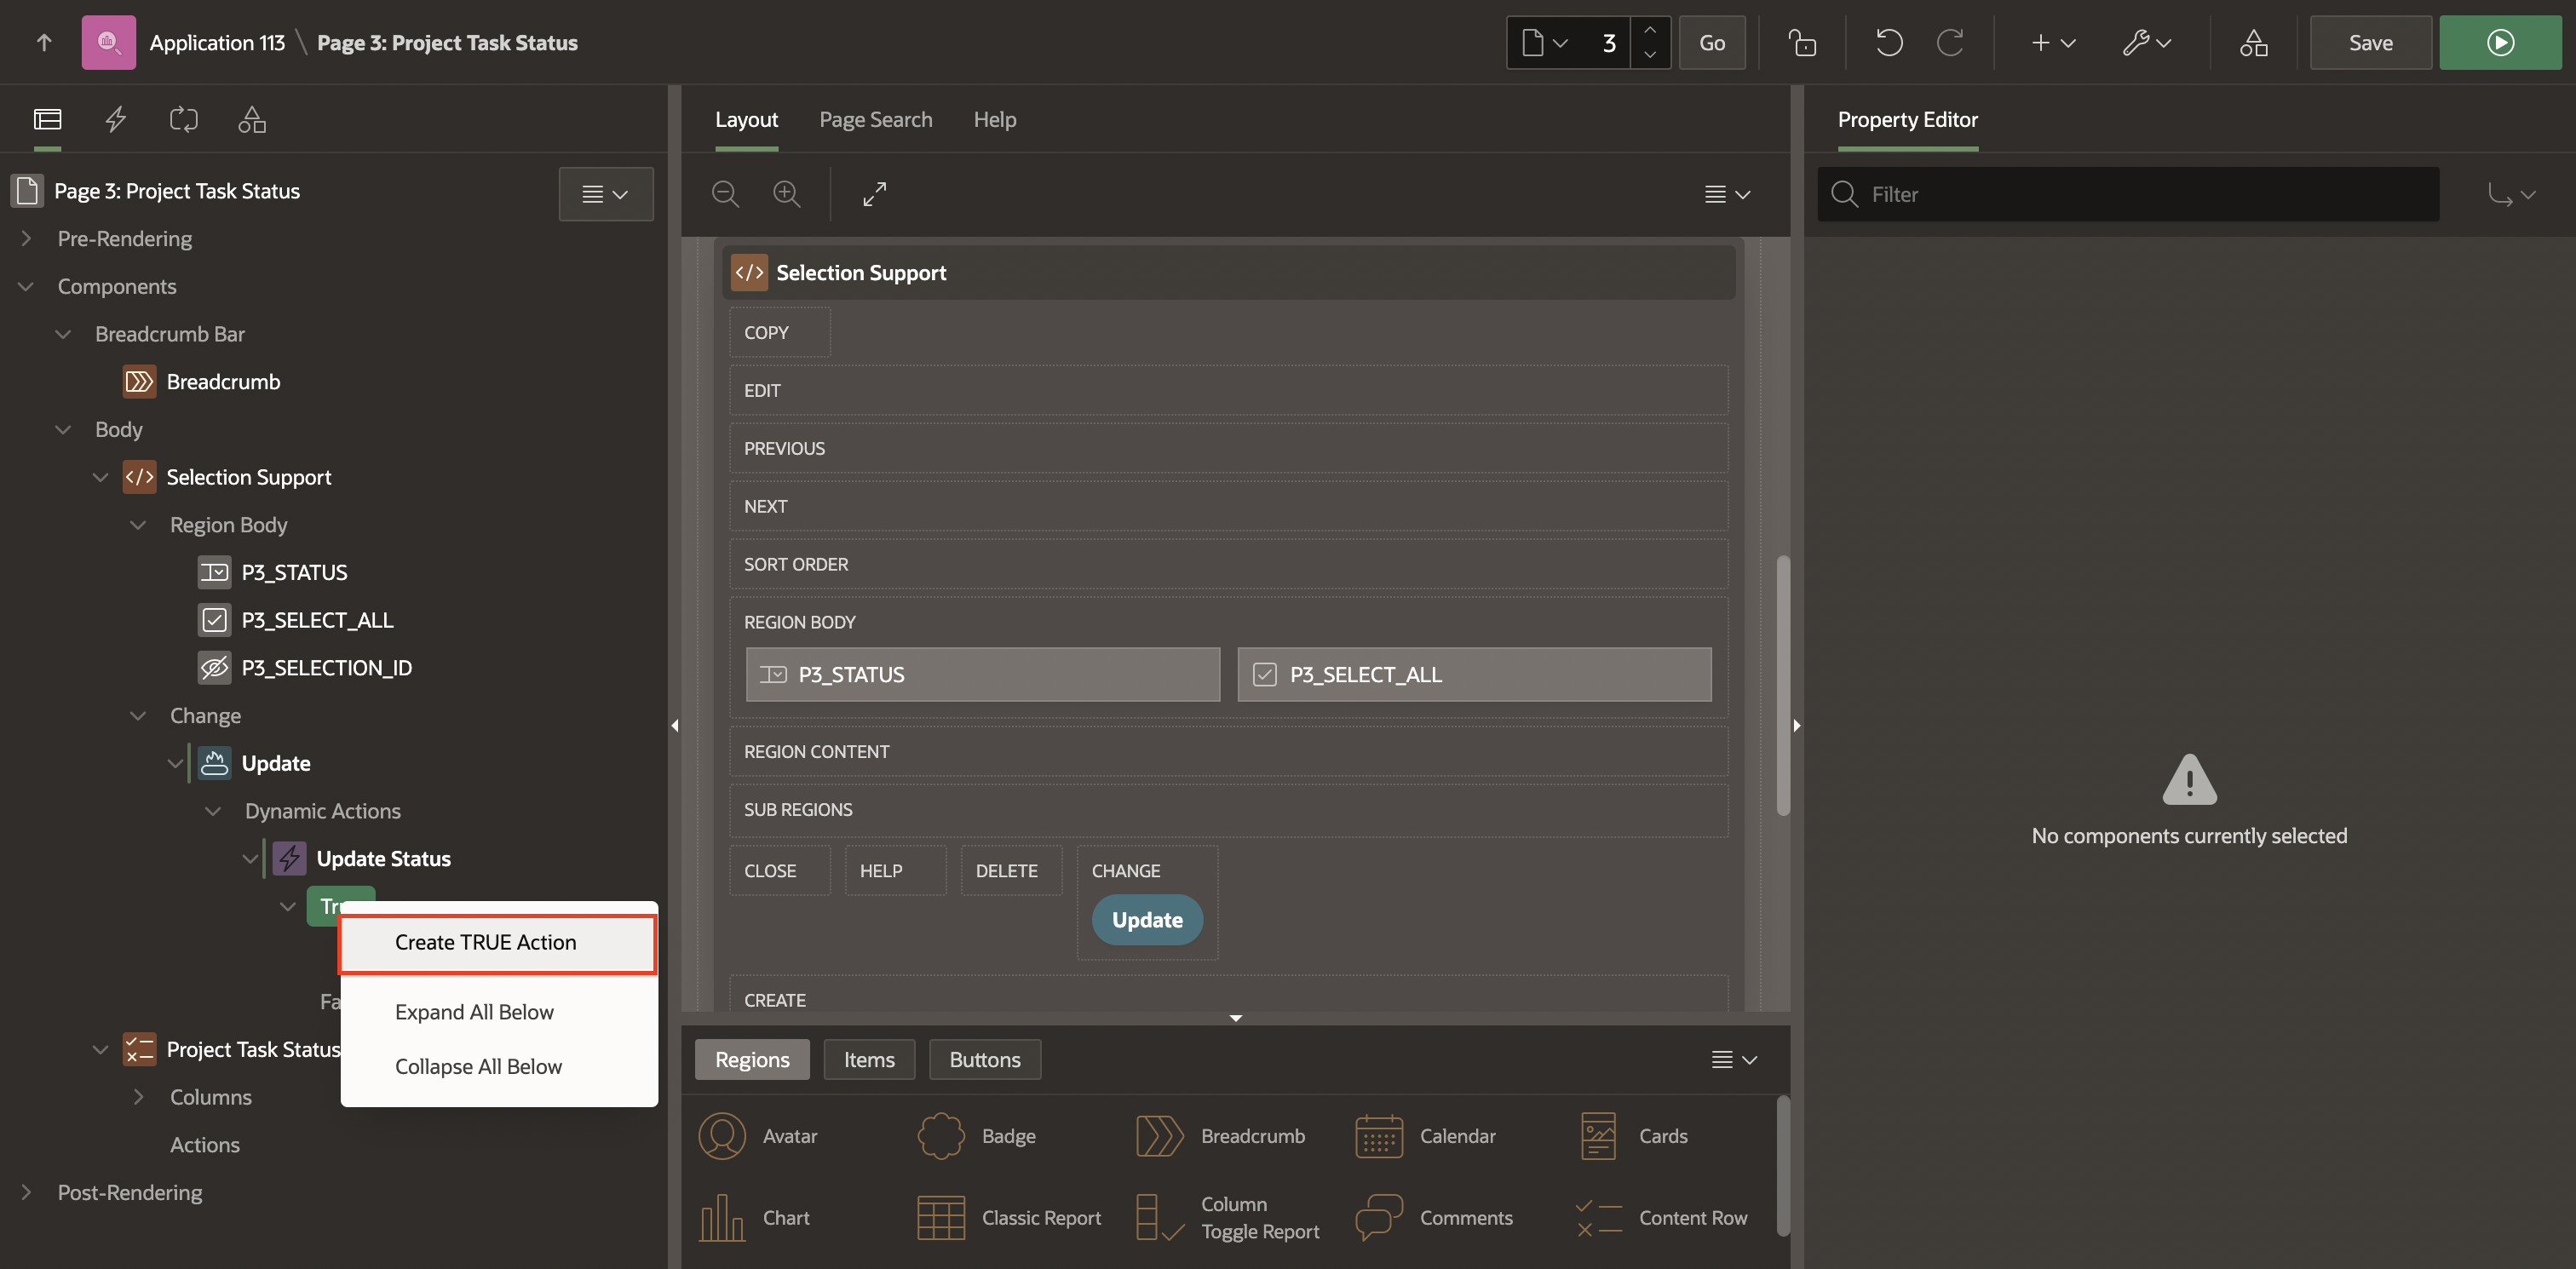 Application 113 \ Page 3: Project Task Status
3
Go
Save
Layout
Page Search
Help
Property Editor
Page 3: Project Task Status
Filter
Pre-Rendering
Components
Breadcrumb Bar
Breadcrumb
Body
Selection Support
Region Body
P3_STATUS
P3_SELECT_ALL
P3_SELECTION_ID
Change
Update
Dynamic Actions
Update Status
Tr
Create TRUE Action
Expand All Below
Collapse All Below
Fa
Project Task Status
Columns
Actions
Post-Rendering
Selection Support
COPY
EDIT
PREVIOUS
NEXT
SORT ORDER
REGION BODY
P3_STATUS
P3_SELECT_ALL
REGION CONTENT
SUB REGIONS
CLOSE
HELP
DELETE
CHANGE
Update
CREATE
Regions
Items
Buttons
Avatar
Badge
Breadcrumb
Calendar
Cards
Chart
Classic Report
Column
Toggle Report
Comments
Content Row
No components currently selected